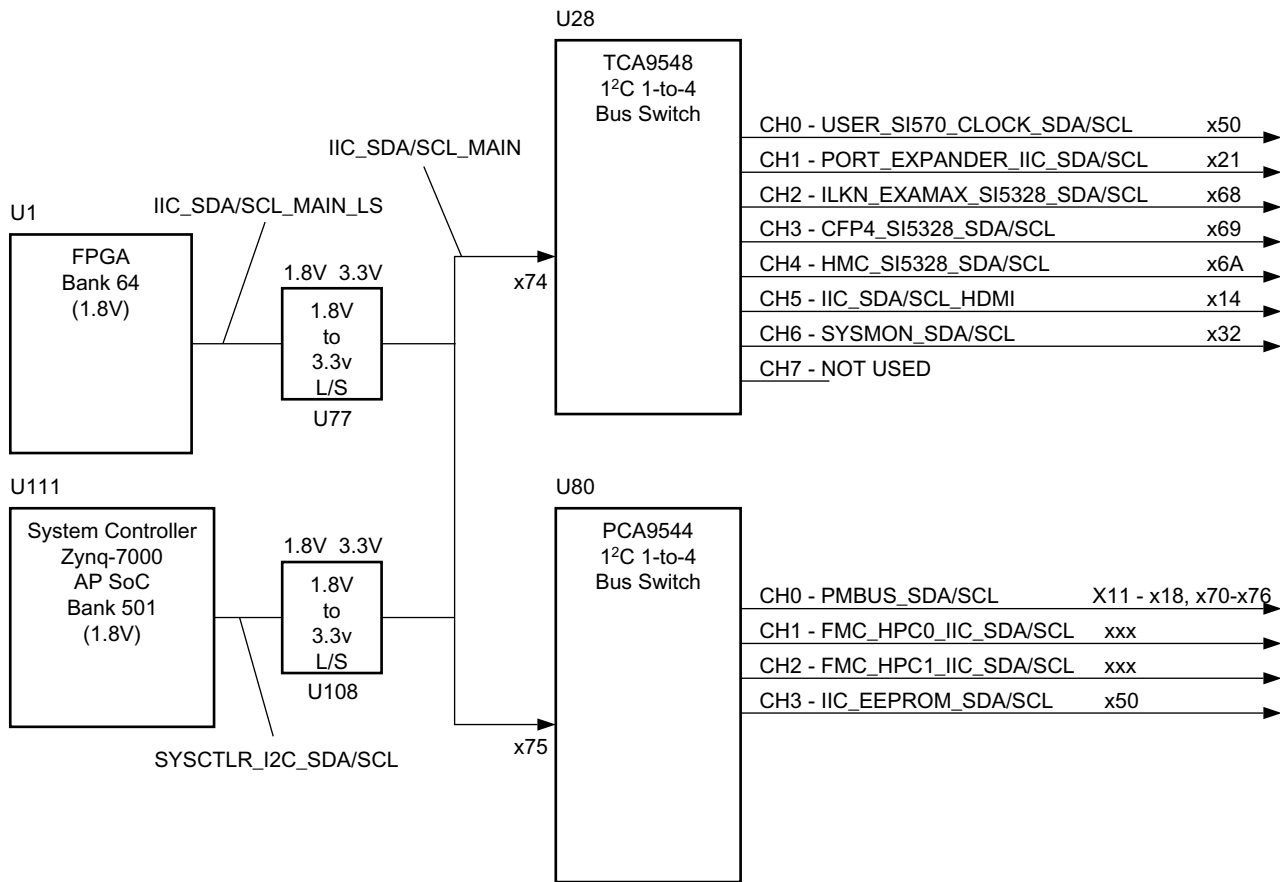 U28
TCA9548
1²C 1-to-4
Bus Switch
CH0 - USER_SI570_CLOCK_SDA/SCL x50
CH1 - PORT_EXPANDER_IIC_SDA/SCL x21
CH2 - ILKN_EXAMAX_SI5328_SDA/SCL x68
CH3 - CFP4_SI5328_SDA/SCL x69
CH4 - HMC_SI5328_SDA/SCL x6A
CH5 - IIC_SDA/SCL_HDMI x14
CH6 - SYSMON_SDA/SCL x32
CH7 - NOT USED
IIC_SDA/SCL_MAIN
IIC_SDA/SCL_MAIN_LS
x74
U1
FPGA
Bank 64
(1.8V)
1.8V 3.3V
1.8V
to
3.3v
L/S
U77
U111
System Controller
Zynq-7000
AP SoC
Bank 501
(1.8V)
1.8V 3.3V
1.8V
to
3.3v
L/S
U108
SYSCTLR_I2C_SDA/SCL
x75
U80
PCA9544
1²C 1-to-4
Bus Switch
CH0 - PMBUS_SDA/SCL X11 - x18, x70-x76
CH1 - FMC_HPC0_IIC_SDA/SCL xxx
CH2 - FMC_HPC1_IIC_SDA/SCL xxx
CH3 - IIC_EEPROM_SDA/SCL x50